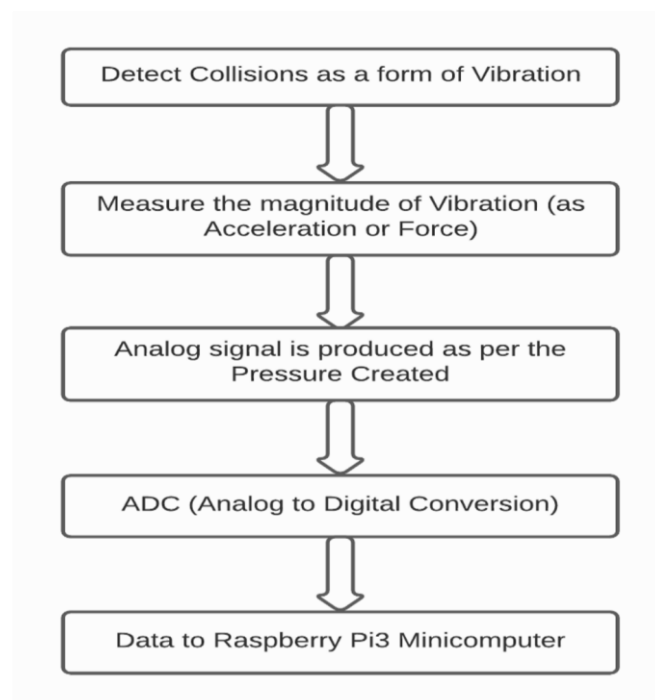 Detect Collisions as a form of Vibration
Measure the magnitude of Vibration (as
Acceleration or Force)
Analog signal is produced as per the
Pressure Created
ADC (Analog to Digital Conversion)
Data to Raspberry Pi3 Minicomputer